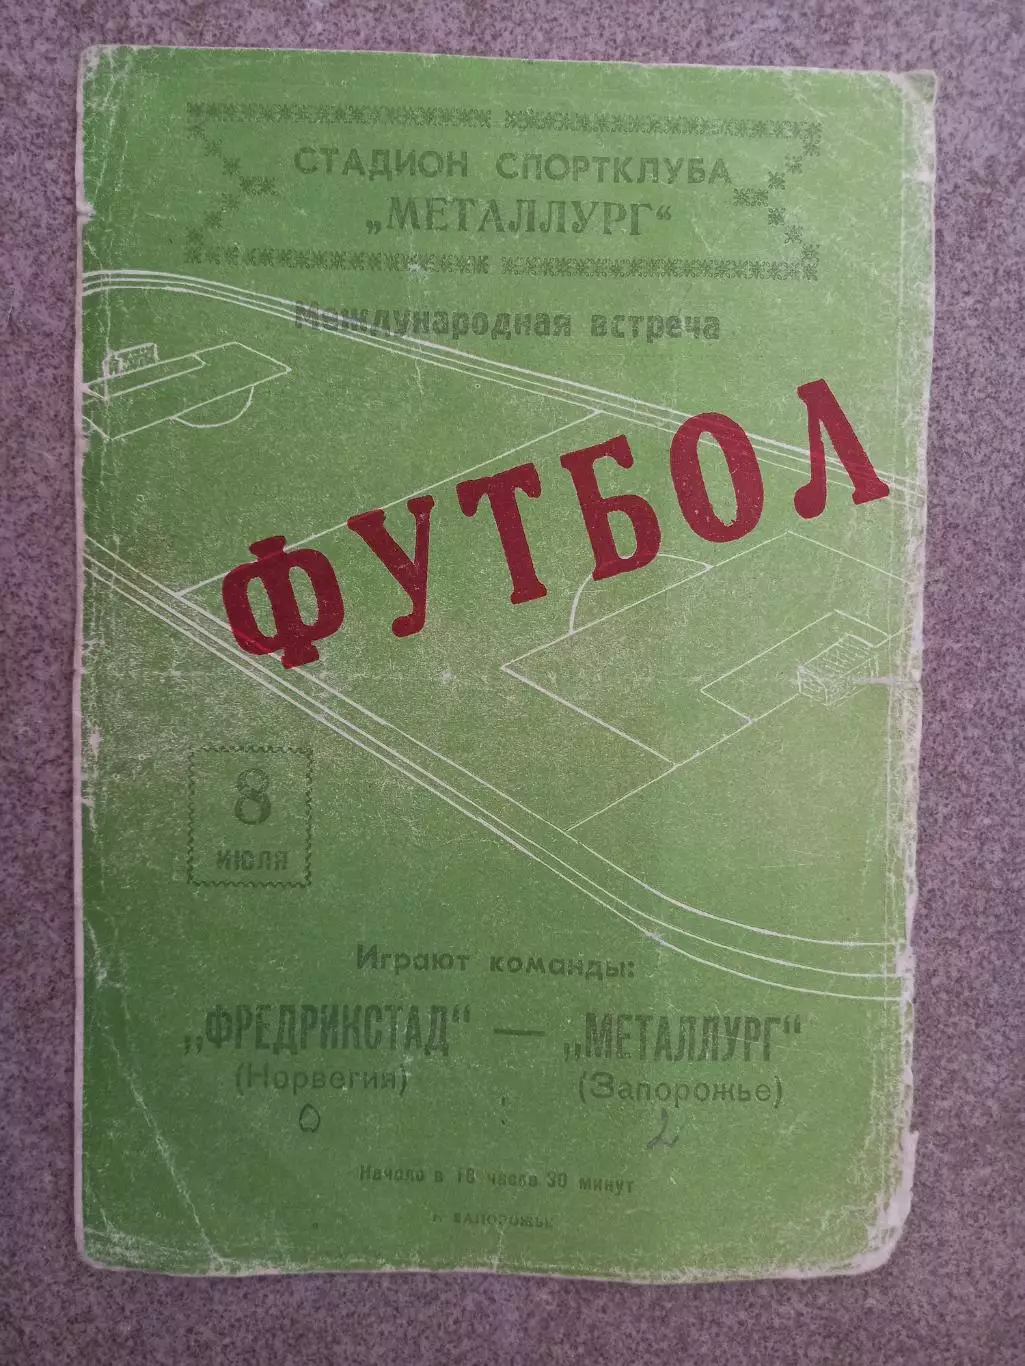 СТАДИОН СПОРТКЛУБА
„МЕТАЛЛУРГ"
Международная встреча
ФУТБОЛ
8
ИЮЛЯ
Играют команды:
„ФРЕДРИКСТАД" — „МЕТАЛЛУРГ"
(Норвегия) (Запорожье)
0 : 2
Начало в 18 часов 30 минут
г. ЗАПОРОЖЬЕ